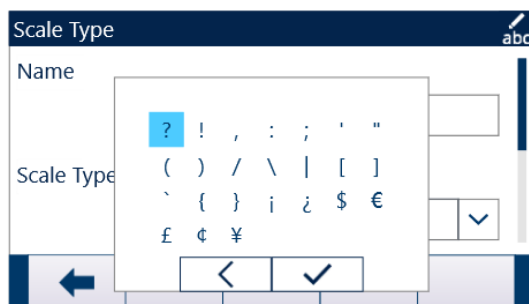 Scale Type
abc
Name
? ! , : ; ' "
( ) / \ | [ ]
Scale Type
` { } ¡ ¿ $ €
£ ¢ ¥